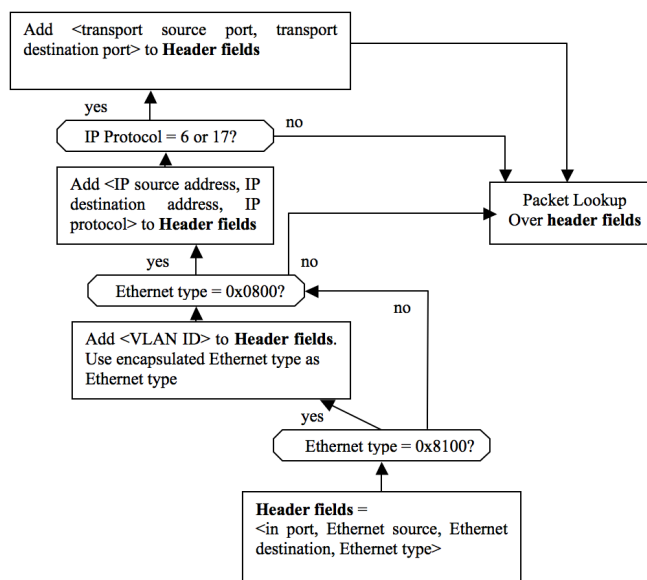 Add <transport source port, transport
destination port> to Header fields
yes
no
IP Protocol = 6 or 17?
Add <IP source address, IP
destination address, IP
protocol> to Header fields
Packet Lookup
Over header fields
yes
no
Ethernet type = 0x0800?
no
Add <VLAN ID> to Header fields.
Use encapsulated Ethernet type as
Ethernet type
yes
Ethernet type = 0x8100?
Header fields =
<in port, Ethernet source, Ethernet
destination, Ethernet type>